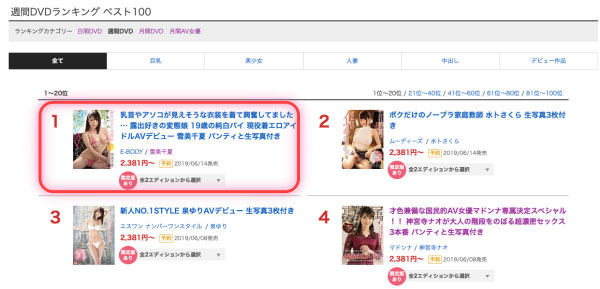 週間DVDランキング ベスト100
ランキングカテゴリー 日間DVD 週間DVD 月間DVD 月間AV女優
全て 巨乳 美少女 人妻 中出し デビュー作品
1〜20位 1位〜20位 / 21位〜40位 / 41位〜60位 / 61位〜80位 / 81位〜100位
1
乳首やアソコが見えそうな衣装を着て興奮してました
… 露出好きの変態娘 19歳の純白パイ 現役着エロアイ
ドルAVデビュー 雪美千夏 パンティと生写真付き
E-BODY / 雪美千夏
2,381円〜 予約 2019/06/14発売
限定版
あり
全2エディションから選択
2
ボクだけのノーブラ家庭教師 水トさくら 生写真3枚付
き
ムーディーズ / 水トさくら
2,381円〜 予約 2019/06/14発売
限定版
あり
全2エディションから選択
3
新人NO.1STYLE 泉ゆりAVデビュー 生写真3枚付き
エスワン ナンバーワンスタイル / 泉ゆり
2,381円〜 予約 2019/06/08発売
限定版
あり
全2エディションから選択
4
才色兼備な国民的AV女優マドンナ専属決定スペシャル
！！ 神宮寺ナオが大人の階段をのぼる超濃密セックス
3本番 パンティと生写真付き
マドンナ / 神宮寺ナオ
2,381円〜 予約 2019/06/08発売
限定版
あり
全2エディションから選択